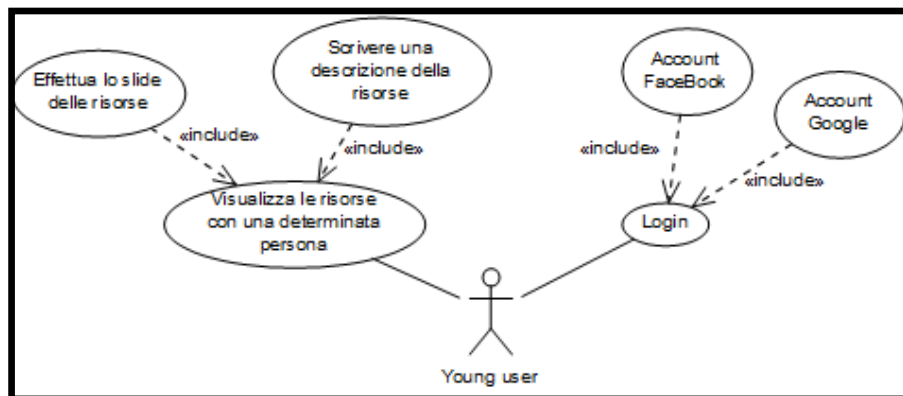 Effettua lo slide
delle risorse
Scrivere una
descrizione della
risorse
Account
FaceBook
Account
Google
«include»
«include»
«include»
«include»
Visualizza le risorse
con una determinata
persona
Login
Young user